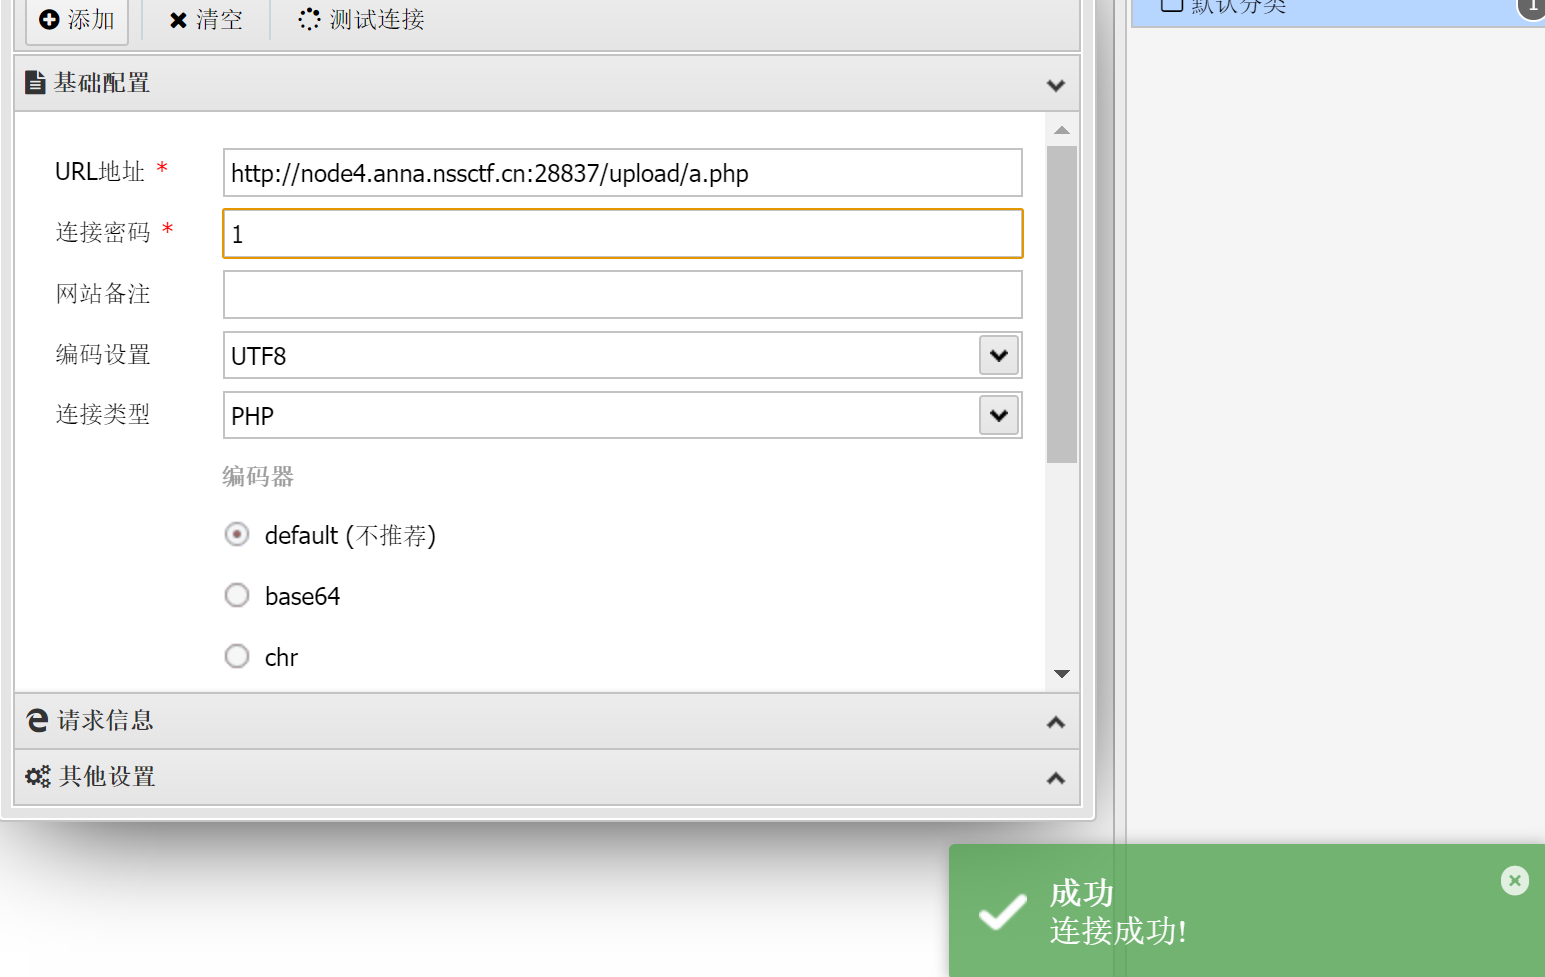 添加 清空 测试连接
默认分类 1
基础配置
URL地址 * http://node4.anna.nssctf.cn:28837/upload/a.php
连接密码 * 1
网站备注
编码设置 UTF8
连接类型 PHP
编码器
default (不推荐)
base64
chr
请求信息
其他设置
成功
连接成功!